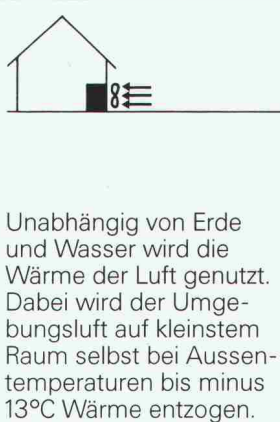 Unabhängig von Erde
und Wasser wird die
Wärme der Luft genutzt.
Dabei wird der Umge-
bungsluft auf kleinstem
Raum selbst bei Aussen-
temperaturen bis minus
13°C Wärme entzogen.